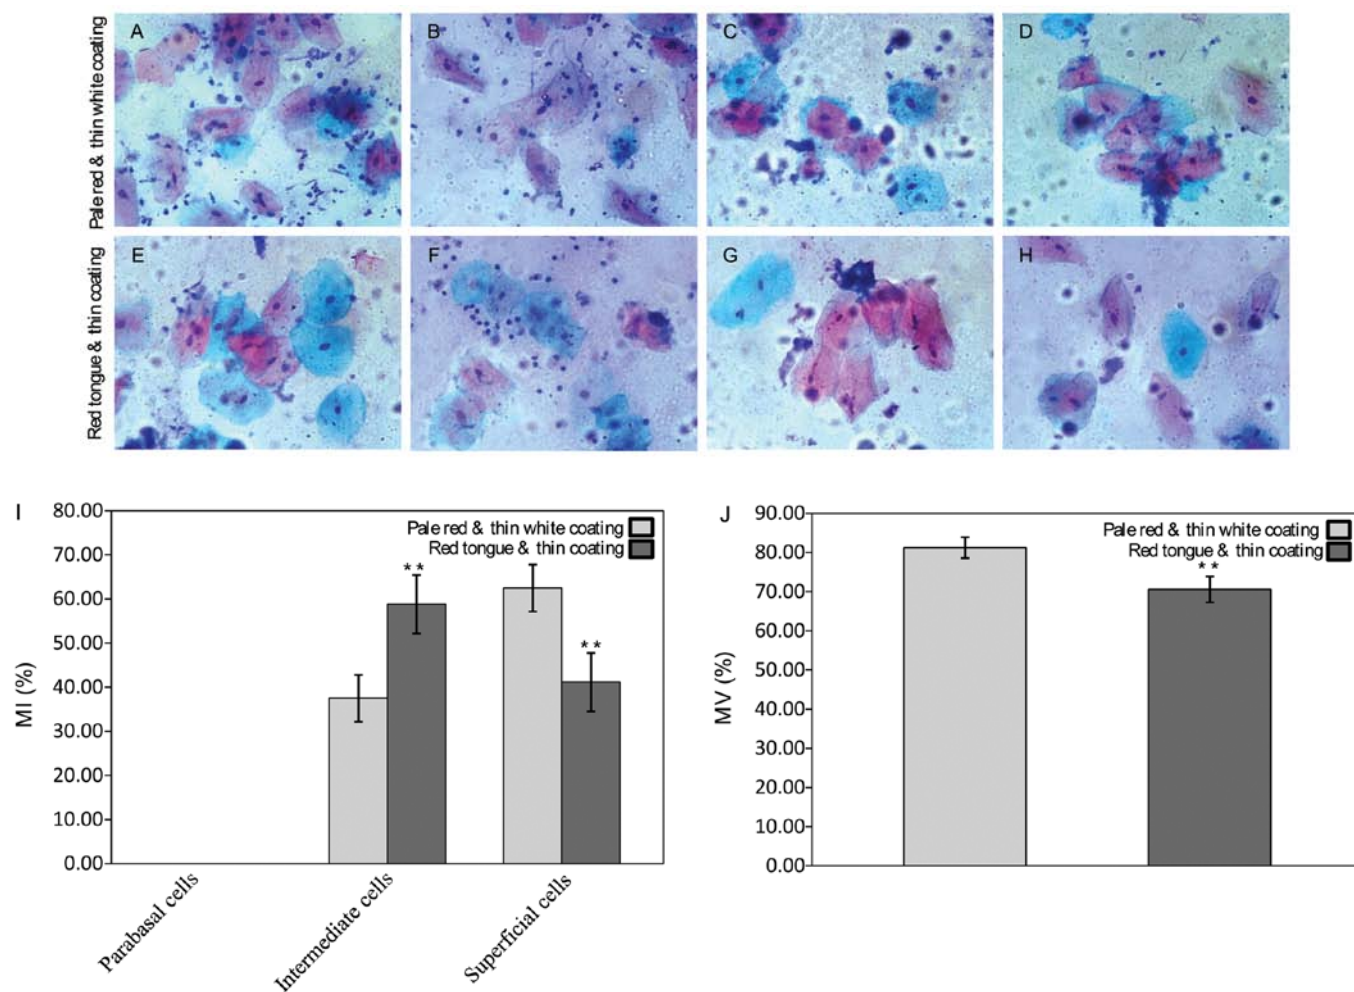 Pale red & thin white coating
A
B
C
D
Red tongue & thin coating
E
F
G
H
I
MI (%)
80.00
70.00
60.00
50.00
40.00
30.00
20.00
10.00
0.00
Pale red & thin white coating
Red tongue & thin coating
**
**
Parabasal cells
Intermediate cells
Superficial cells
J
MV (%)
90.00
80.00
70.00
60.00
50.00
40.00
30.00
20.00
10.00
0.00
Pale red & thin white coating
Red tongue & thin coating
**